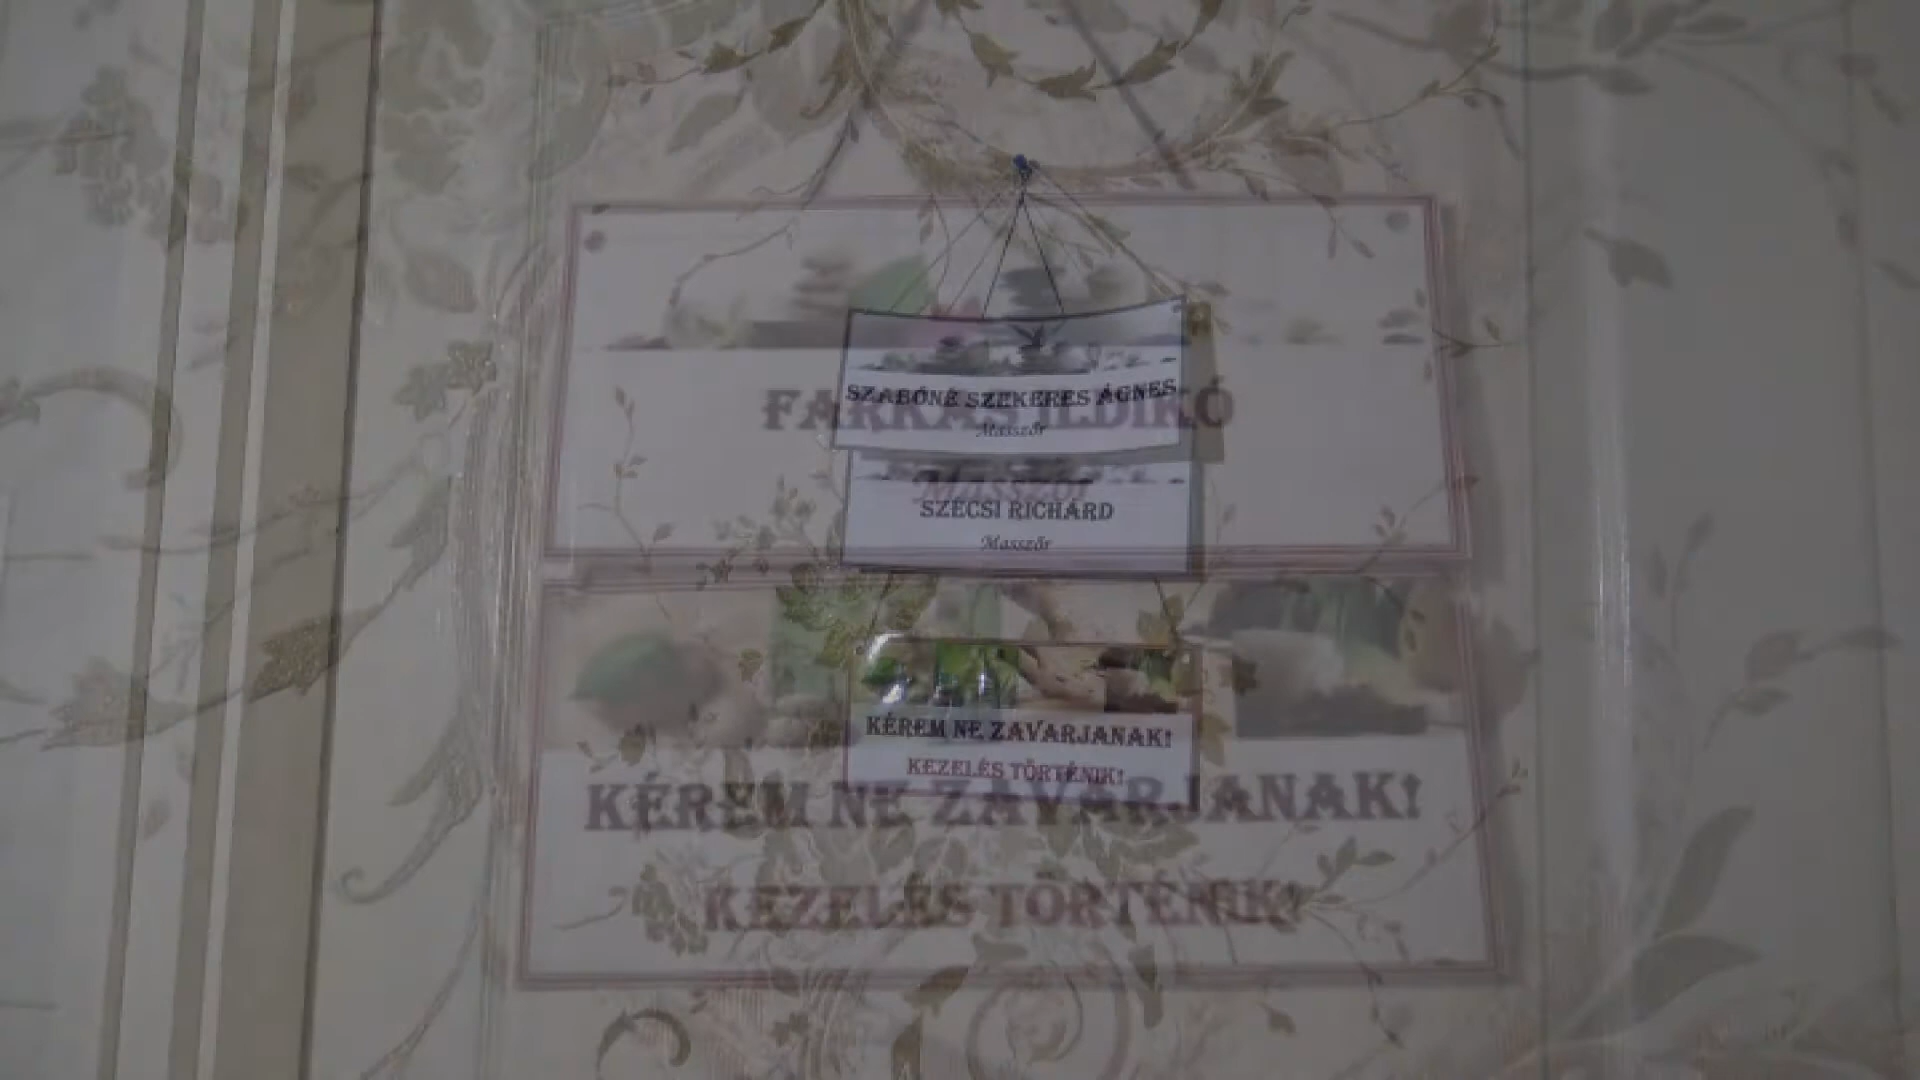 SZABÓNÉ SZEKERES ÁGNES
Masszőr
FARKAS ILDIKÓ
Masszőr
SZÉCSI RICHÁRD
Masszőr
KÉREM NE ZAVARJANAK!
KEZELÉS TÖRTÉNIK!
KÉREM NE ZAVARJANAK!
KEZELÉS TÖRTÉNIK!